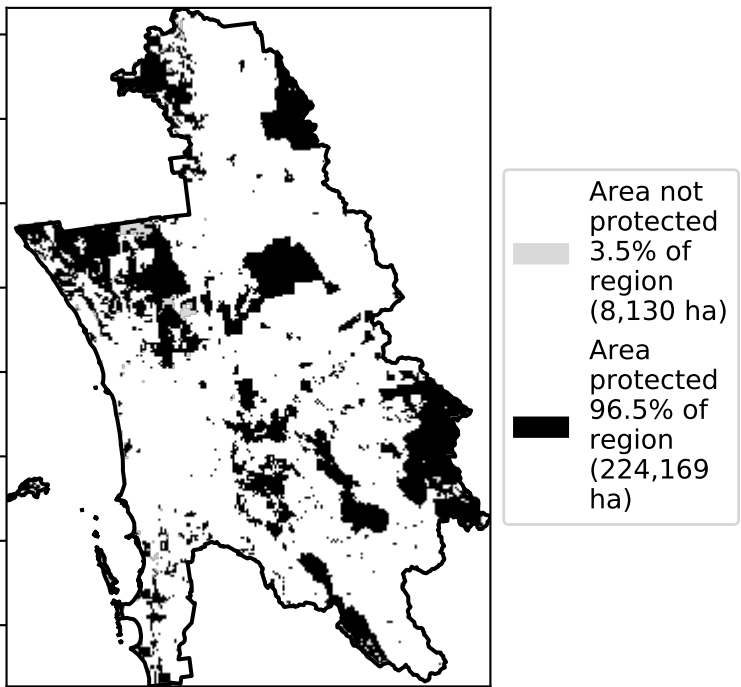 Area not
protected
3.5% of
region
(8,130 ha)
Area
protected
96.5% of
region
(224,169
ha)